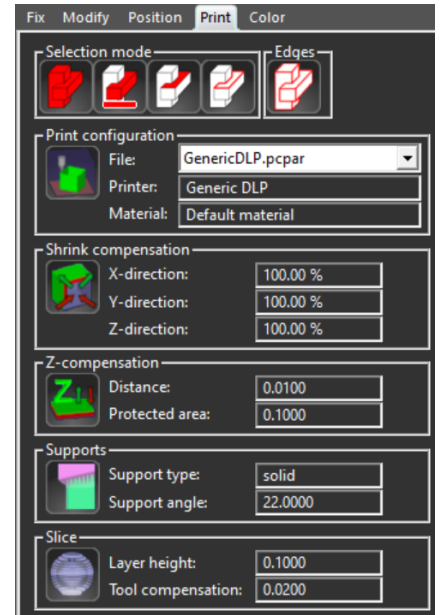 Fix Modify Position Print Color
Selection mode Edges
Print configuration
File: GenericDLP.pcpar
Printer: Generic DLP
Material: Default material
Shrink compensation
X-direction: 100.00 %
Y-direction: 100.00 %
Z-direction: 100.00 %
Z-compensation
Z
Distance: 0.0100
Protected area: 0.1000
Supports
Support type: solid
Support angle: 22.0000
Slice
Layer height: 0.1000
Tool compensation: 0.0200